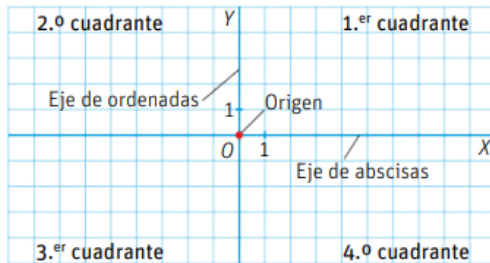 2.º cuadrante
Y
1.er cuadrante
Eje de ordenadas
1
Origen
O
1
X
Eje de abscisas
3.er cuadrante
4.º cuadrante